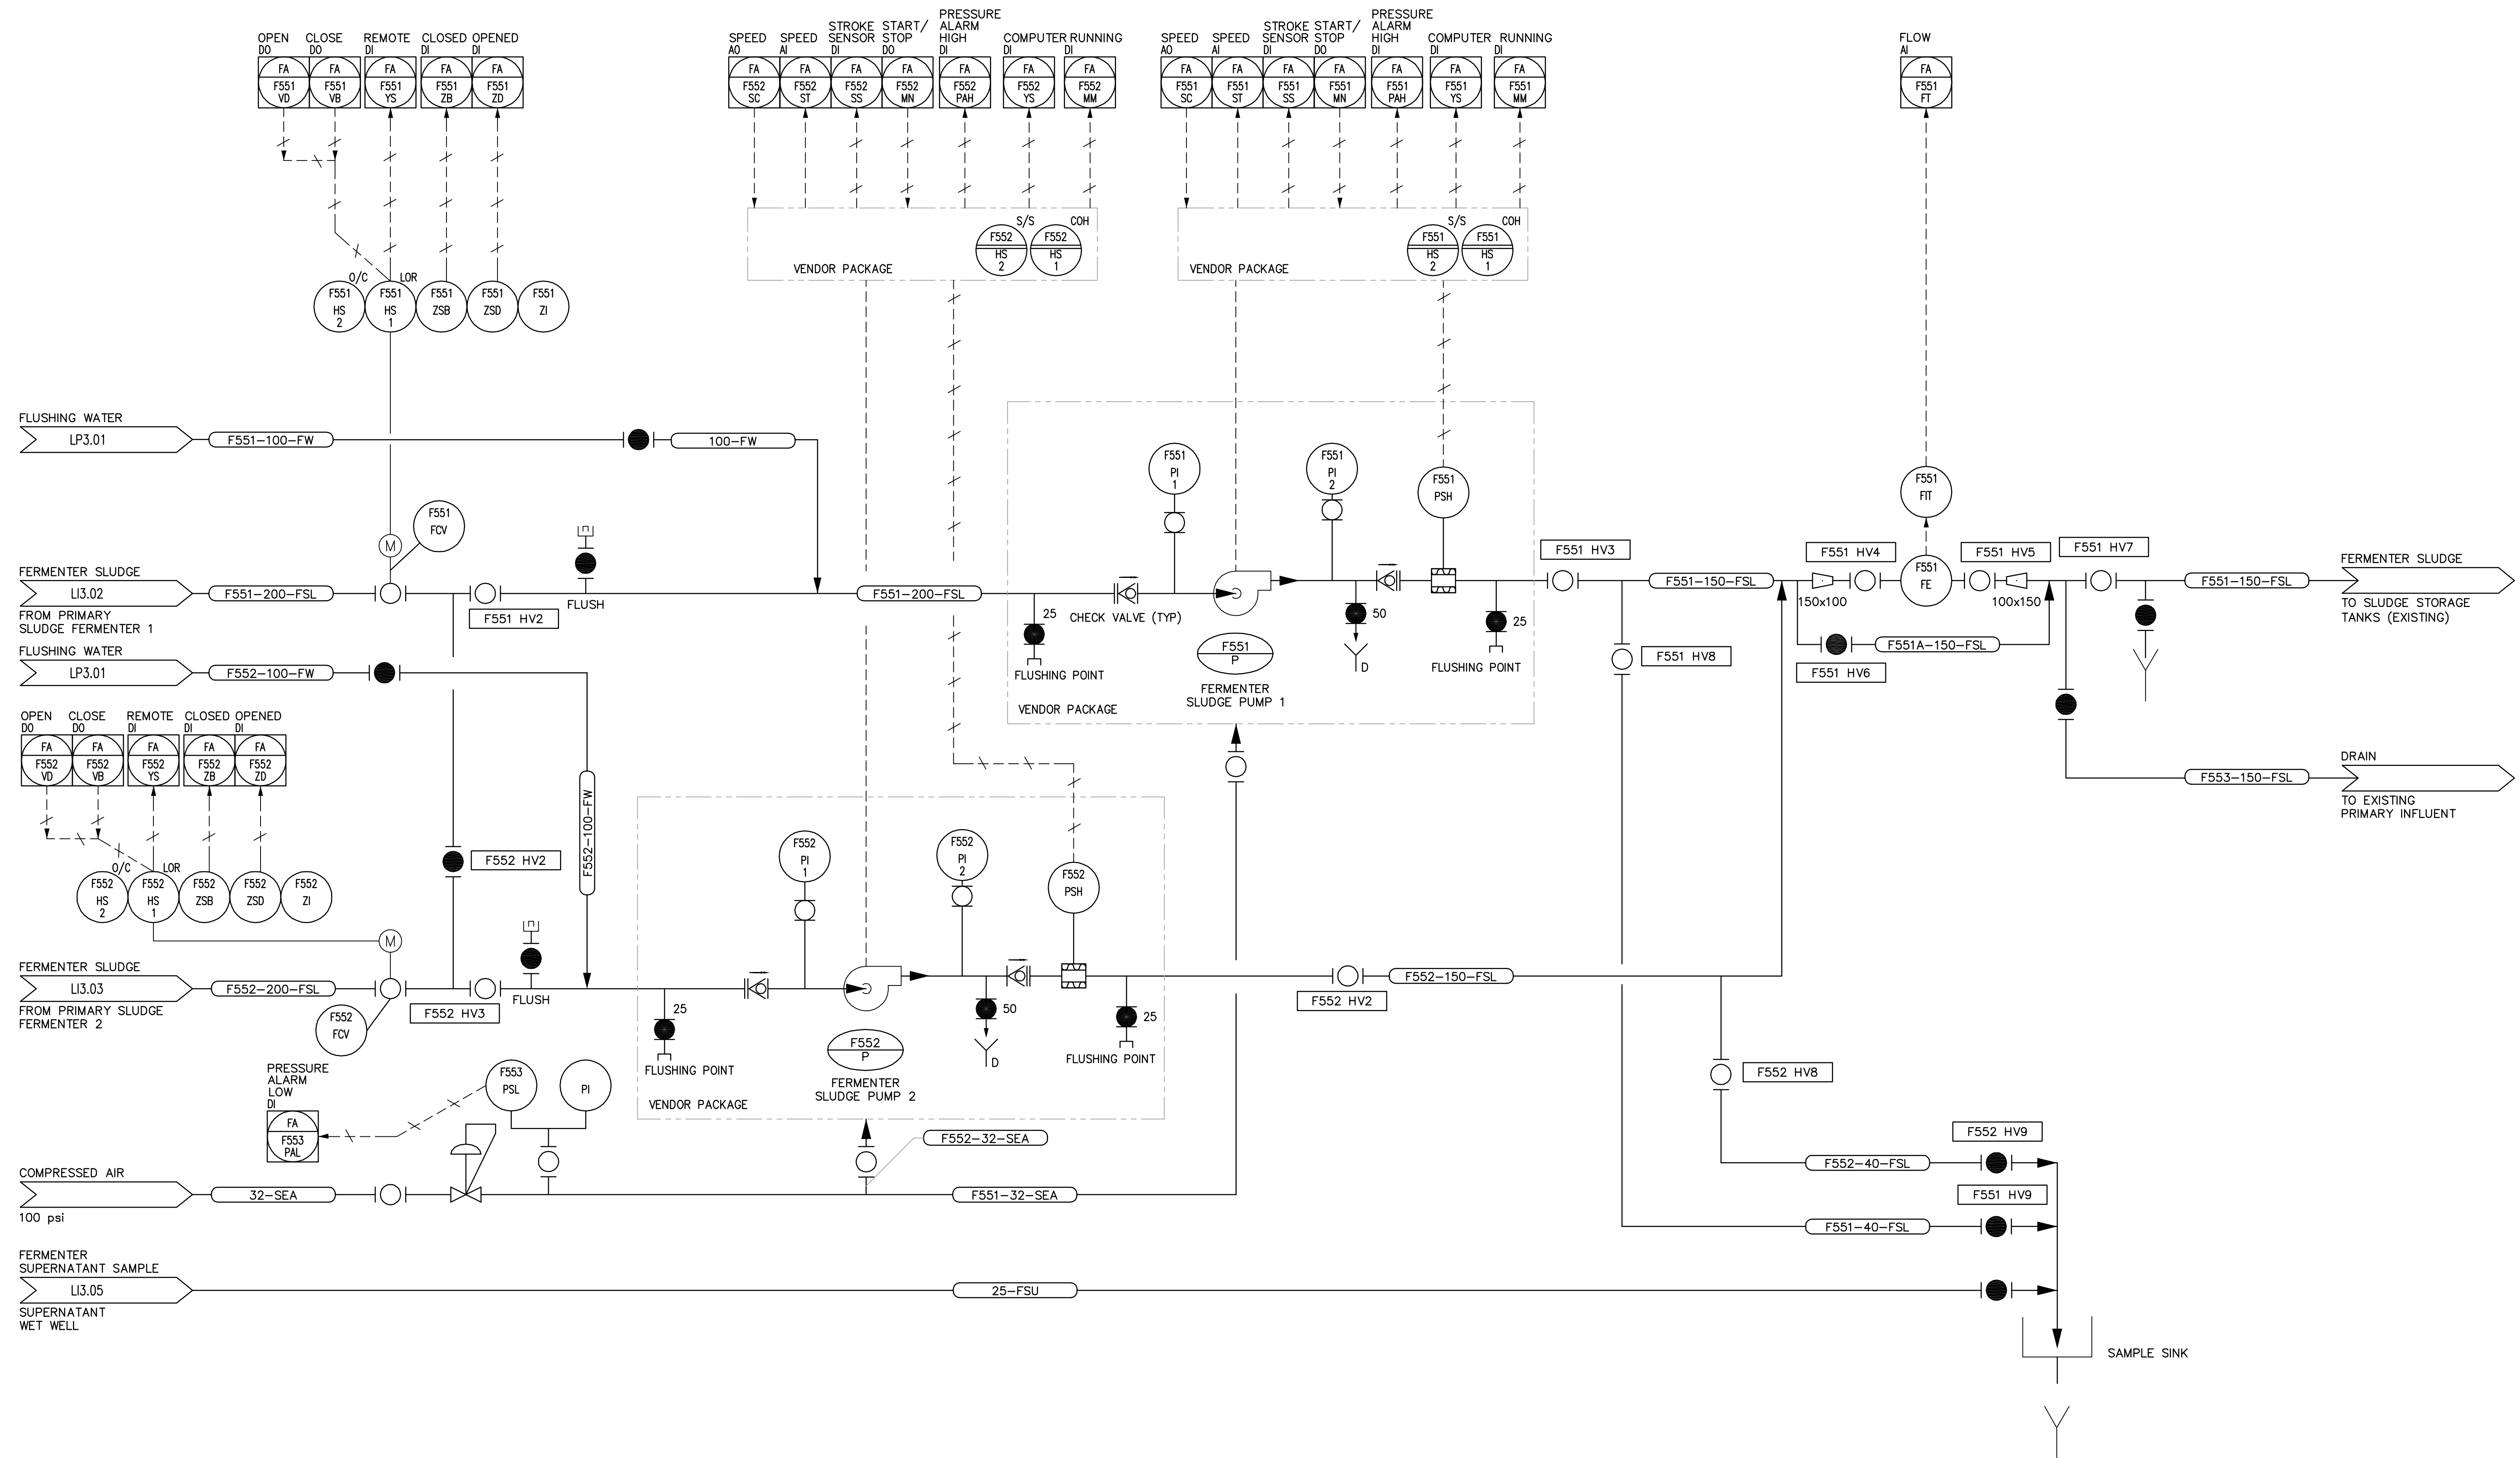 OPEN
DO
CLOSE
DO
REMOTE
DI
CLOSED
DI
OPENED
DI
FA
F551
VD
FA
F551
VB
FA
F551
YS
FA
F551
ZB
FA
F551
ZD
SPEED
AO
SPEED
AI
STROKE
SENSOR
DI
START/
STOP
DO
PRESSURE
ALARM
HIGH
DI
COMPUTER
DI
RUNNING
DI
FA
F552
SC
FA
F552
ST
FA
F552
SS
FA
F552
MN
FA
F552
PAH
FA
F552
YS
FA
F552
MM
SPEED
AO
SPEED
AI
STROKE
SENSOR
DI
START/
STOP
DO
PRESSURE
ALARM
HIGH
DI
COMPUTER
DI
RUNNING
DI
FA
F551
SC
FA
F551
ST
FA
F551
SS
FA
F551
MN
FA
F551
PAH
FA
F551
YS
FA
F551
MM
FLOW
AI
FA
F551
FT
S/S
COH
F552
HS
2
F552
HS
1
VENDOR PACKAGE
S/S
COH
F551
HS
2
F551
HS
1
VENDOR PACKAGE
O/C
LOR
F551
HS
2
F551
HS
1
F551
ZSB
F551
ZSD
F551
ZI
FLUSHING WATER
LP3.01
F551-100-FW
100-FW
F551
PI
1
F551
PI
2
F551
PSH
F551
FIT
F551
FCV
M
FERMENTER SLUDGE
LI3.02
FROM PRIMARY
SLUDGE FERMENTER 1
F551-200-FSL
F551 HV2
FLUSH
F551-200-FSL
25
CHECK VALVE (TYP)
FLUSHING POINT
F551
P
FERMENTER
SLUDGE PUMP 1
50
D
25
FLUSHING POINT
VENDOR PACKAGE
F551 HV3
F551-150-FSL
F551 HV8
F551 HV4
150x100
F551
FE
F551 HV5
100x150
F551 HV7
F551-150-FSL
FERMENTER SLUDGE
TO SLUDGE STORAGE
TANKS (EXISTING)
F551A-150-FSL
F551 HV6
FLUSHING WATER
LP3.01
F552-100-FW
F552-100-FW
F553-150-FSL
DRAIN
TO EXISTING
PRIMARY INFLUENT
OPEN
DO
CLOSE
DO
REMOTE
DI
CLOSED
DI
OPENED
DI
FA
F552
VD
FA
F552
VB
FA
F552
YS
FA
F552
ZB
FA
F552
ZD
O/C
LOR
F552
HS
2
F552
HS
1
F552
ZSB
F552
ZSD
F552
ZI
F552 HV2
F552
PI
1
F552
PI
2
F552
PSH
M
FERMENTER SLUDGE
LI3.03
FROM PRIMARY SLUDGE
FERMENTER 2
F552-200-FSL
F552
FCV
F552 HV3
FLUSH
25
FLUSHING POINT
F552
P
FERMENTER
SLUDGE PUMP 2
50
D
25
FLUSHING POINT
VENDOR PACKAGE
F552 HV2
F552-150-FSL
F552 HV8
PRESSURE
ALARM
LOW
DI
FA
F553
PAL
F553
PSL
PI
F552-32-SEA
COMPRESSED AIR
100 psi
32-SEA
F551-32-SEA
F552 HV9
F552-40-FSL
F551 HV9
F551-40-FSL
FERMENTER
SUPERNATANT SAMPLE
LI3.05
SUPERNATANT
WET WELL
25-FSU
SAMPLE SINK